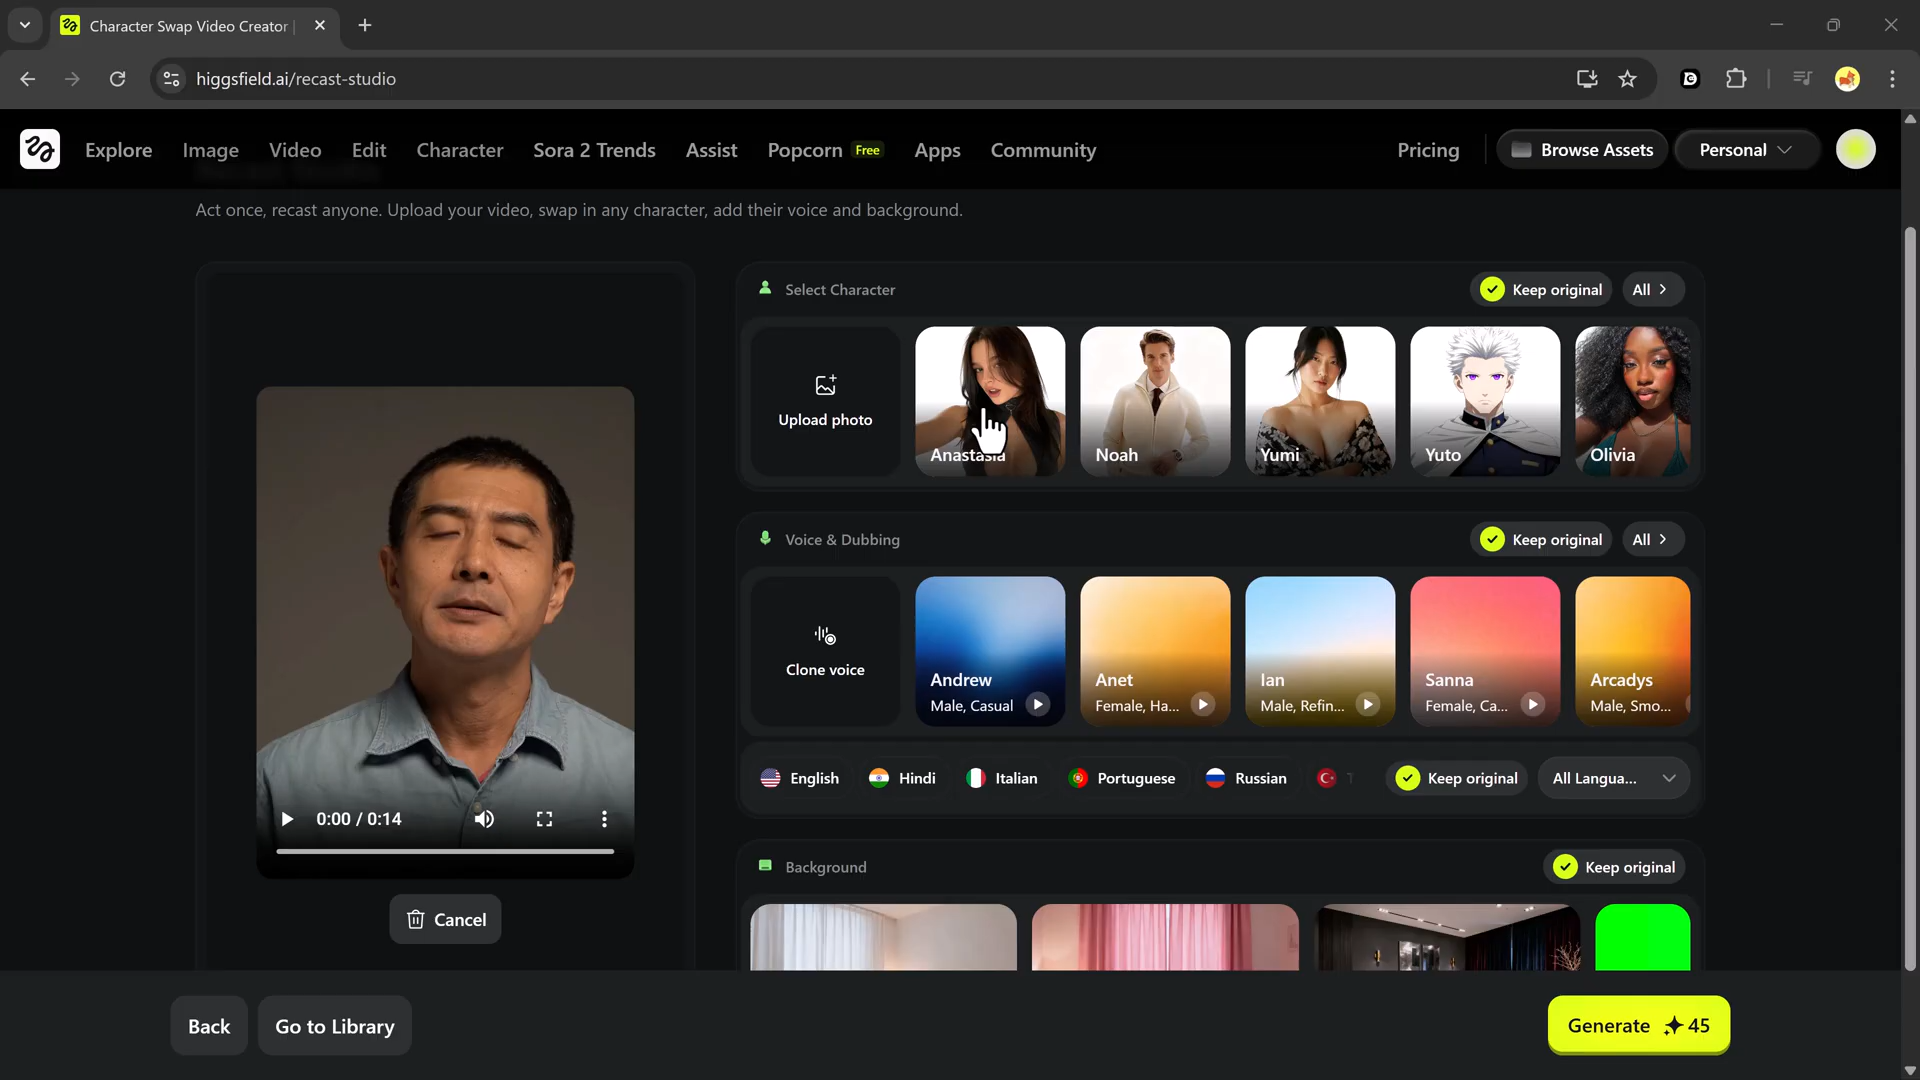 Character Swap Video Creator |
higgsfield.ai/recast-studio
Explore
Image
Video
Edit
Character
Sora 2 Trends
Assist
Popcorn
Free
Apps
Community
Pricing
Browse Assets
Personal
Act once, recast anyone. Upload your video, swap in any character, add their voice and background.
Select Character
Keep original
All
Upload photo
Anastasia
Noah
Yumi
Yuto
Olivia
Voice & Dubbing
Keep original
All
Clone voice
Andrew
Male, Casual
Anet
Female, Ha...
Ian
Male, Refin...
Sanna
Female, Ca...
Arcadys
Male, Smo...
English
Hindi
Italian
Portuguese
Russian
Keep original
All Langua...
0:00 / 0:14
Background
Keep original
Cancel
Back
Go to Library
Generate
45